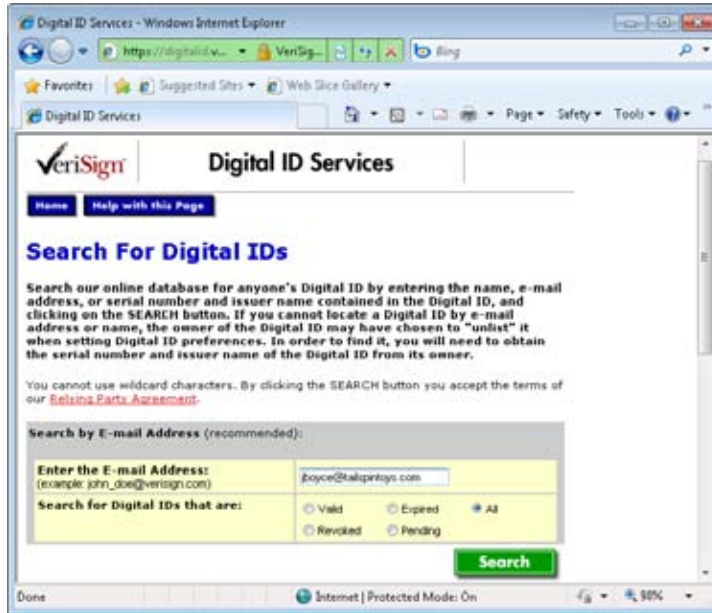 Digital ID Services - Windows Internet Explorer
https://digitalid.v... VeriSig... Bing
Favorites Suggested Sites Web Slice Gallery
Digital ID Services Page Safety Tools
VeriSign Digital ID Services
Home Help with this Page
Search For Digital IDs
Search our online database for anyone's Digital ID by entering the name, e-mail
address, or serial number and issuer name contained in the Digital ID, and
clicking on the SEARCH button. If you cannot locate a Digital ID by e-mail
address or name, the owner of the Digital ID may have chosen to "unlist" it
when setting Digital ID preferences. In order to find it, you will need to obtain
the serial number and issuer name of the Digital ID from its owner.
You cannot use wildcard characters. By clicking the SEARCH button you accept the terms of
our Relsing Parts Agreement.
Search by E-mail Address (recommended):
Enter the E-mail Address:
(example: john_doe@verisign.com) jboyce@tailspintoys.com
Search for Digital IDs that are: Valid Expired All
Revoked Pending
Search
Done Internet | Protected Mode: On 90%